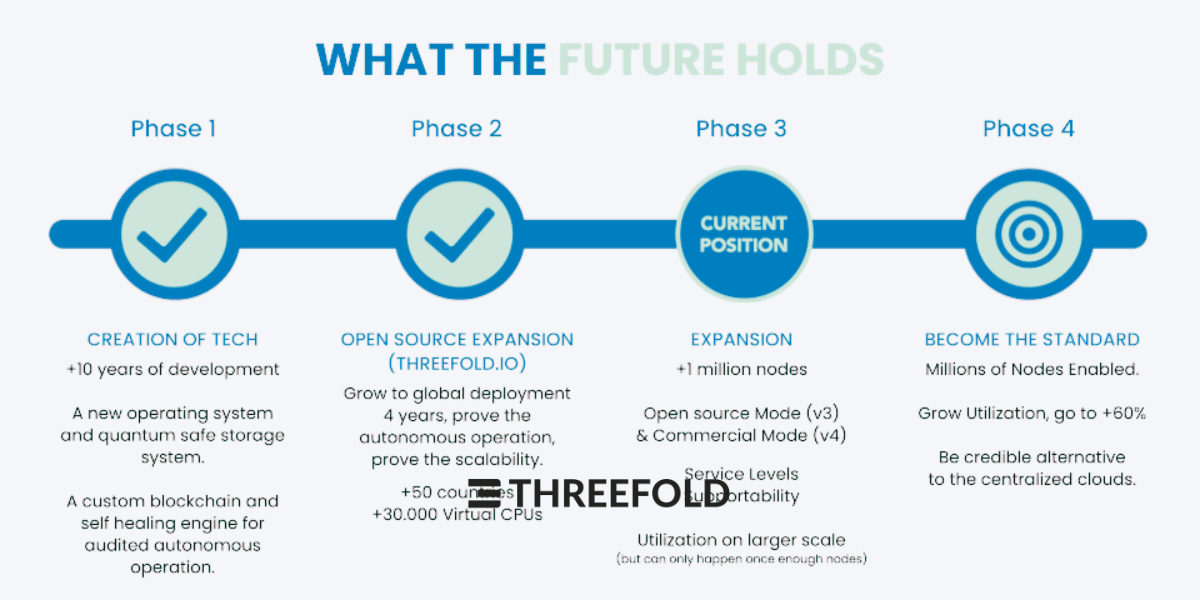 WHAT THE FUTURE HOLDS
Phase 1
CREATION OF TECH
+10 years of development
A new operating system
and quantum safe storage
system.
A custom blockchain and
self healing engine for
audited autonomous
operation.
Phase 2
OPEN SOURCE EXPANSION
(THREEFOLD.IO)
Grow to global deployment
4 years, prove the
autonomous operation,
prove the scalability.
+50 countries
+30.000 Virtual CPUs
Phase 3
CURRENT
POSITION
EXPANSION
+1 million nodes
Open source Mode (v3)
& Commercial Mode (v4)
Service Levels
Supportability
Utilization on larger scale
(but can only happen once enough nodes)
Phase 4
BECOME THE STANDARD
Millions of Nodes Enabled.
Grow Utilization, go to +60%
Be credible alternative
to the centralized clouds.
THREEFOLD